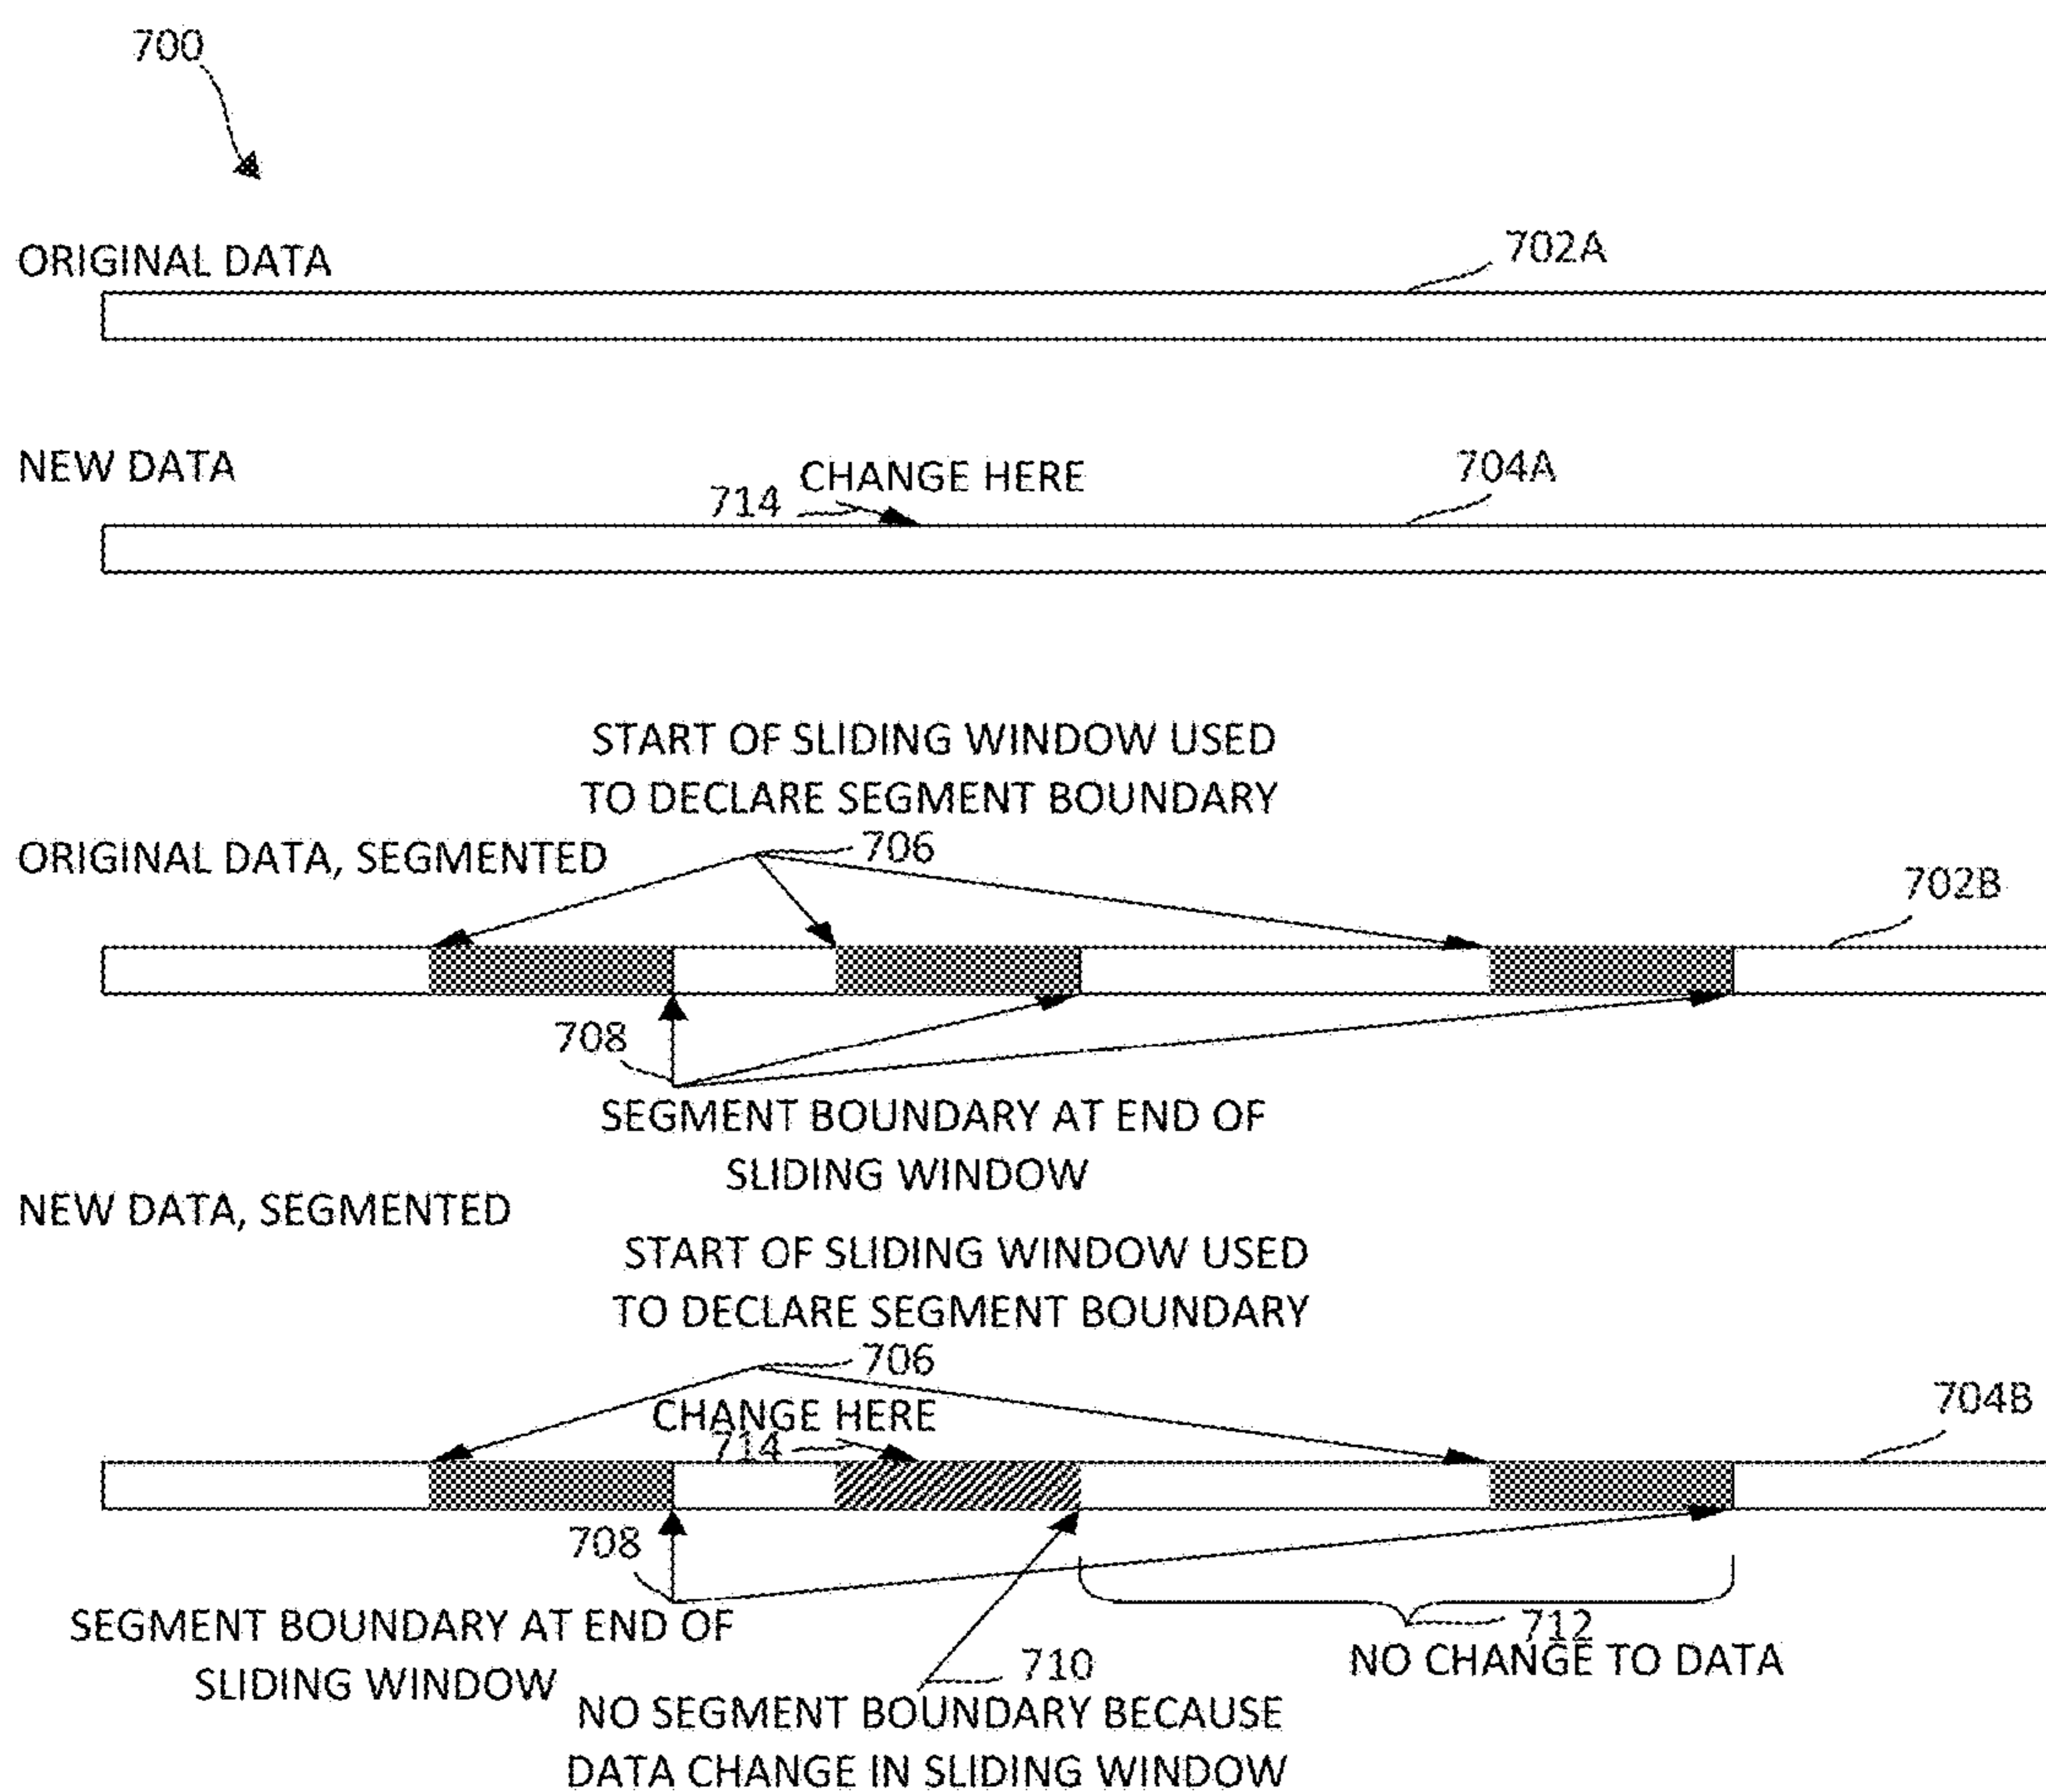 700
ORIGINAL DATA
702A
NEW DATA
CHANGE HERE
704A
714
START OF SLIDING WINDOW USED
TO DECLARE SEGMENT BOUNDARY
ORIGINAL DATA, SEGMENTED
706
702B
708
SEGMENT BOUNDARY AT END OF
SLIDING WINDOW
NEW DATA, SEGMENTED
START OF SLIDING WINDOW USED
TO DECLARE SEGMENT BOUNDARY
706
CHANGE HERE
704B
714
708
SEGMENT BOUNDARY AT END OF
SLIDING WINDOW
712
NO CHANGE TO DATA
710
NO SEGMENT BOUNDARY BECAUSE
DATA CHANGE IN SLIDING WINDOW